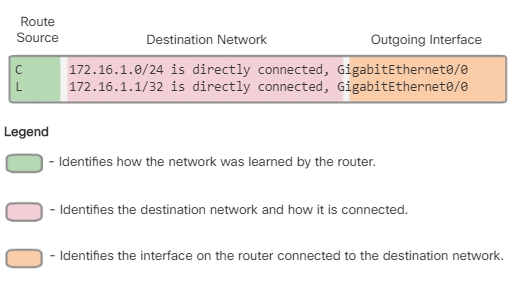 Route
Source
Destination Network
Outgoing Interface
C 172.16.1.0/24 is directly connected, GigabitEthernet0/0
L 172.16.1.1/32 is directly connected, GigabitEthernet0/0
Legend
- Identifies how the network was learned by the router.
- Identifies the destination network and how it is connected.
- Identifies the interface on the router connected to the destination network.